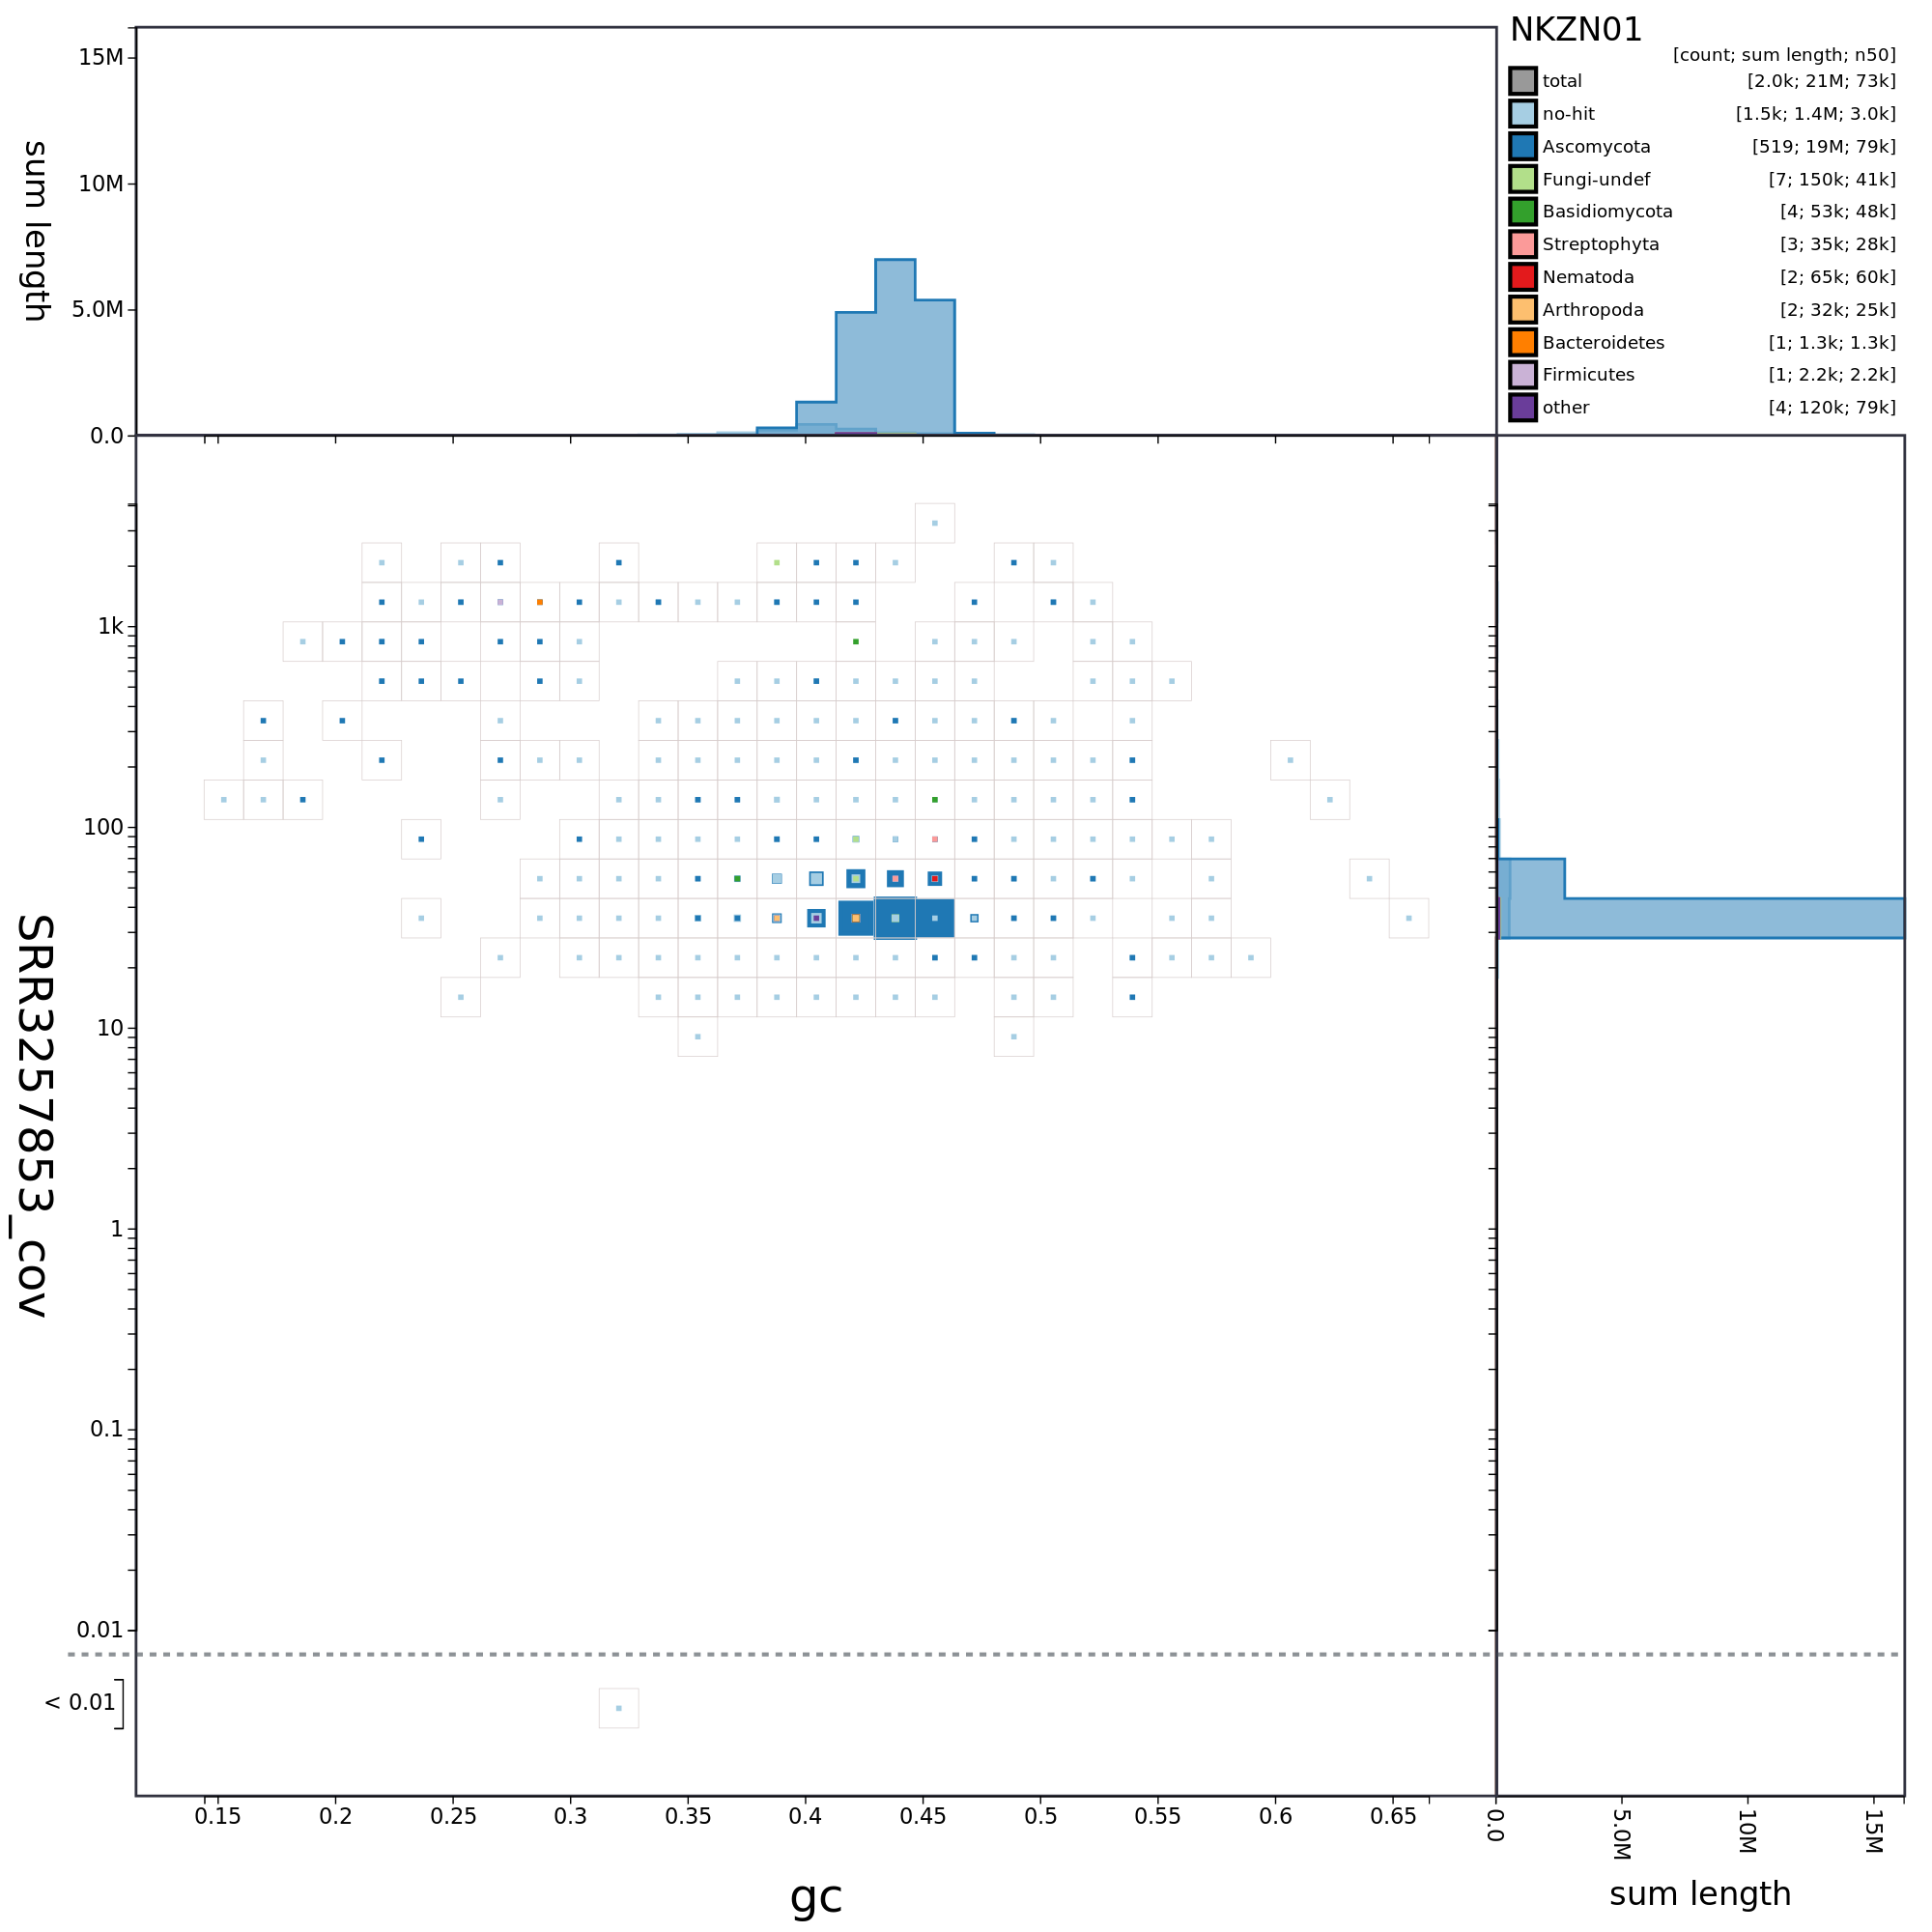 NKZN01
[count; sum length; n50]
total [2.0k; 21M; 73k]
no-hit [1.5k; 1.4M; 3.0k]
Ascomycota [519; 19M; 79k]
Fungi-undef [7; 150k; 41k]
Basidiomycota [4; 53k; 48k]
Streptophyta [3; 35k; 28k]
Nematoda [2; 65k; 60k]
Arthropoda [2; 32k; 25k]
Bacteroidetes [1; 1.3k; 1.3k]
Firmicutes [1; 2.2k; 2.2k]
other [4; 120k; 79k]
sum length
15M
10M
5.0M
0.0
SRR3257853_cov
1k
100
10
1
0.1
0.01
< 0.01
0.15 0.2 0.25 0.3 0.35 0.4 0.45 0.5 0.55 0.6 0.65
gc
0.0 5.0M 10M 15M
sum length